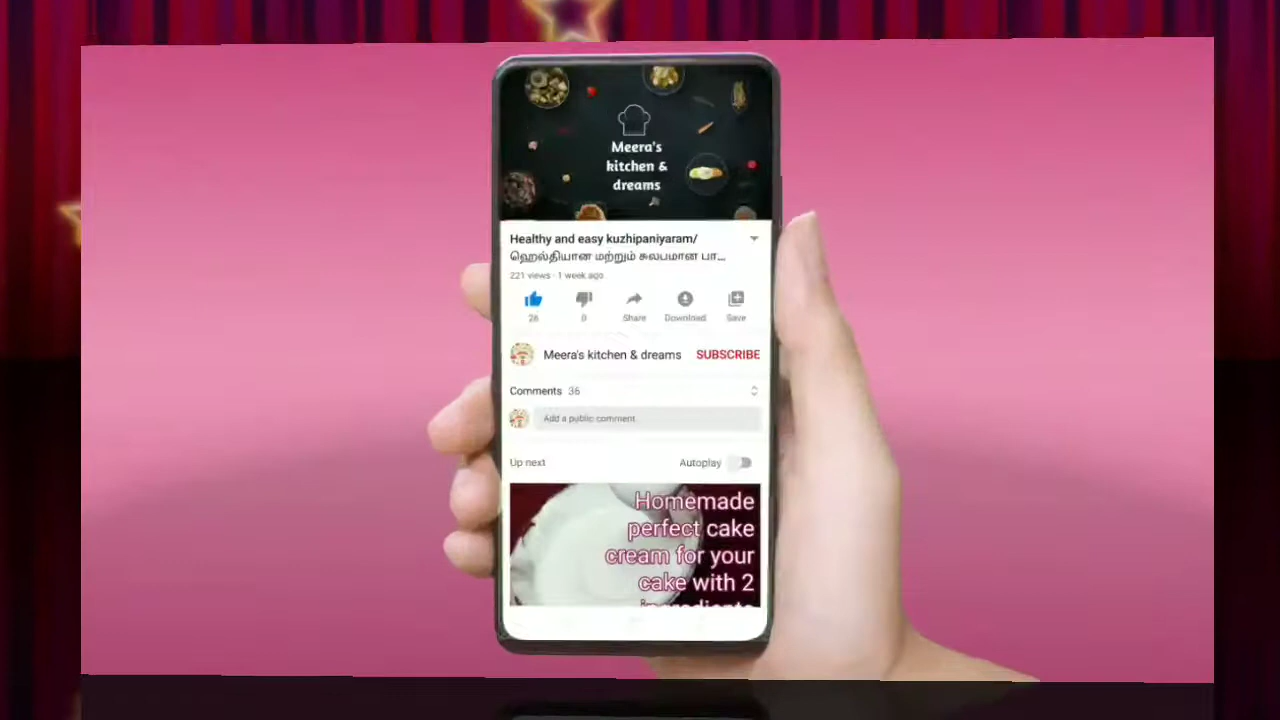 Meera's
kitchen &
dreams
Healthy and easy kuzhipaniyaram/
ஹெல்தியான மற்றும் சுலபமான பா...
221 views · 1 week ago
26
0
Share
Download
Save
Meera's kitchen & dreams SUBSCRIBE
Comments 36
Add a public comment
Up next Autoplay
Homemade
perfect cake
cream for your
cake with 2
ingredients